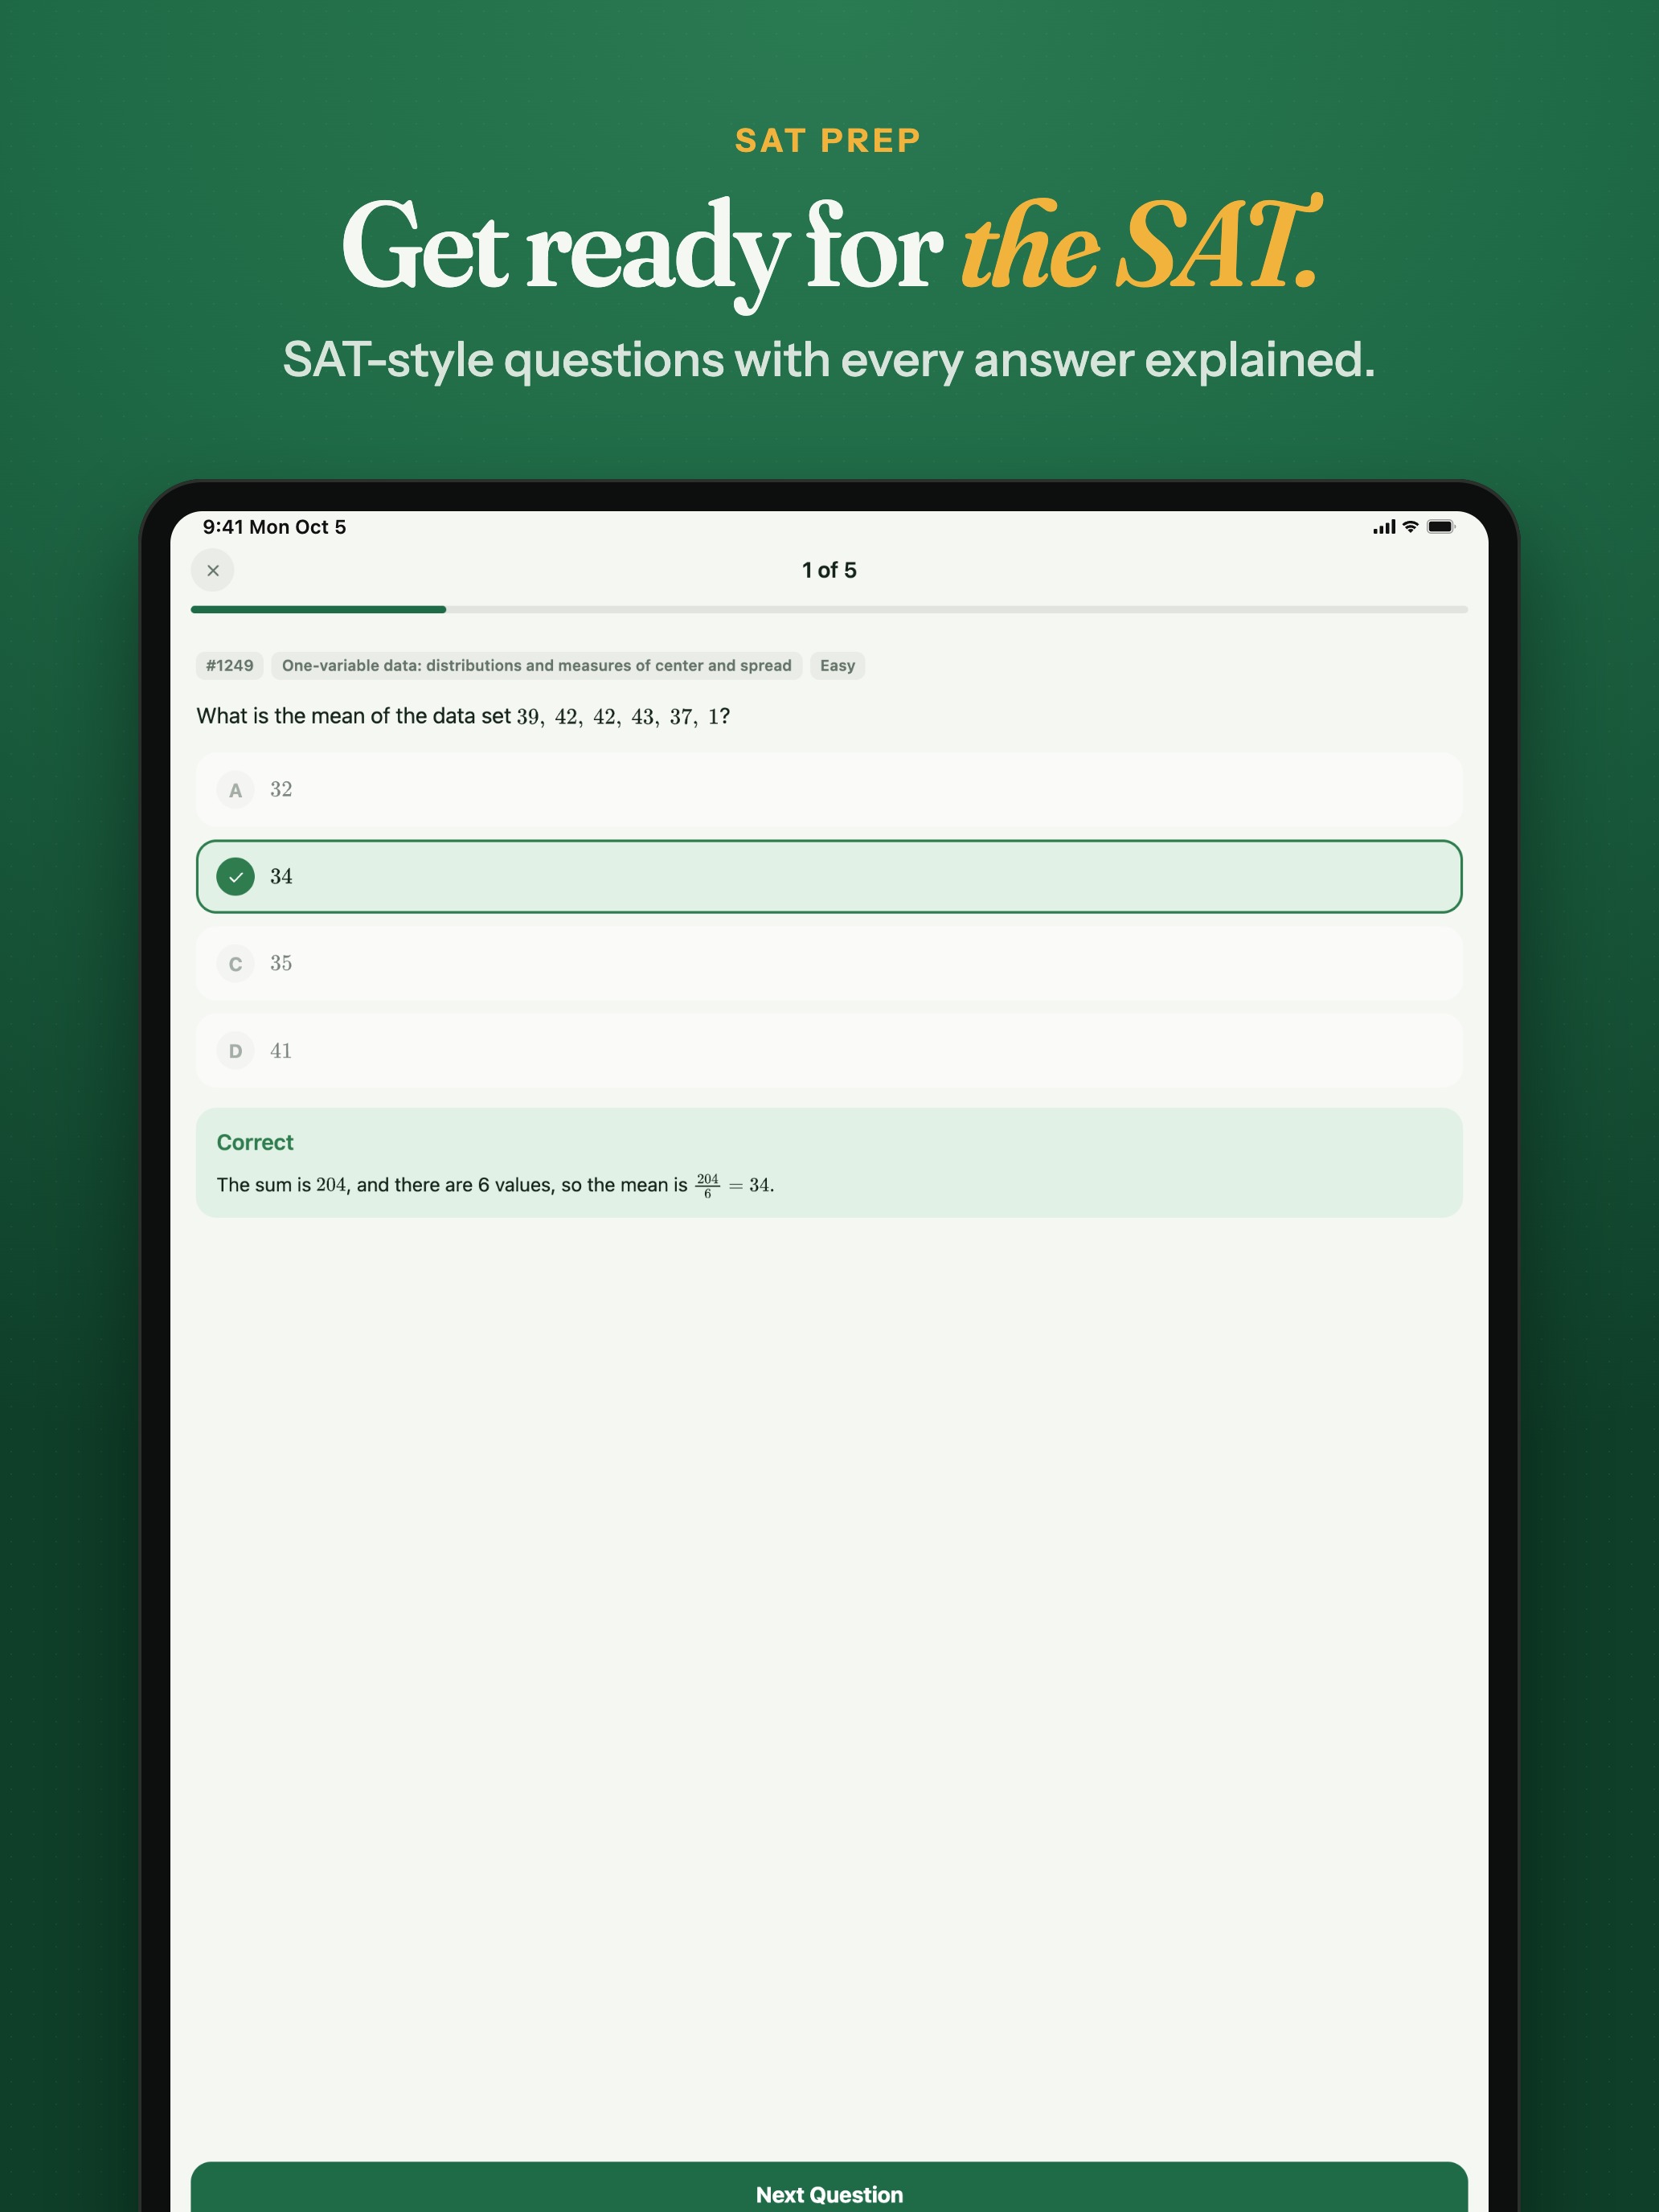 SAT PREP
Get ready for the SAT.
SAT-style questions with every answer explained.
9:41 Mon Oct 5
1 of 5
#1249 One-variable data: distributions and measures of center and spread Easy
What is the mean of the data set 39, 42, 42, 43, 37, 1?
A 32
34
C 35
D 41
Correct
The sum is 204, and there are 6 values, so the mean is 204/6 = 34.
Next Question